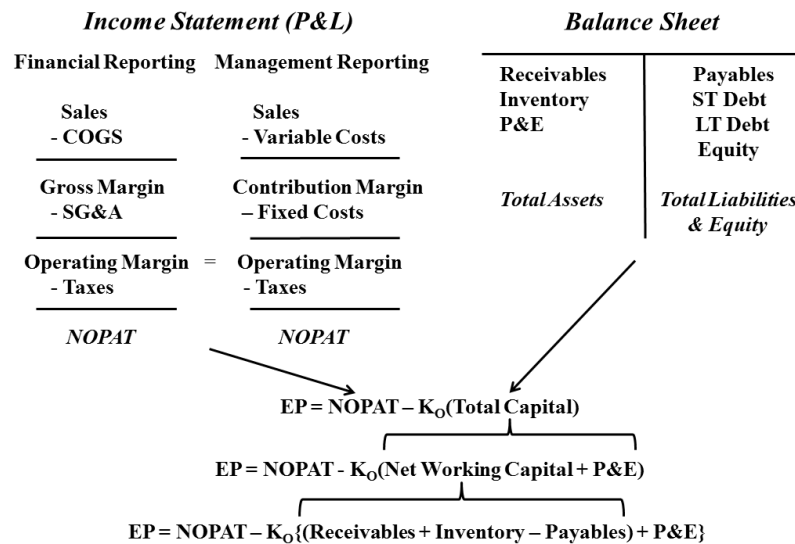 Income Statement (P&L)
Financial Reporting
Management Reporting
Sales
- COGS
Sales
- Variable Costs
Gross Margin
- SG&A
Contribution Margin
– Fixed Costs
Operating Margin = Operating Margin
- Taxes
- Taxes
NOPAT
NOPAT
Balance Sheet
Receivables
Inventory
P&E
Total Assets
Payables
ST Debt
LT Debt
Equity
Total Liabilities
& Equity
EP = NOPAT – KO(Total Capital)
EP = NOPAT - KO(Net Working Capital + P&E)
EP = NOPAT – KO{(Receivables + Inventory – Payables) + P&E}